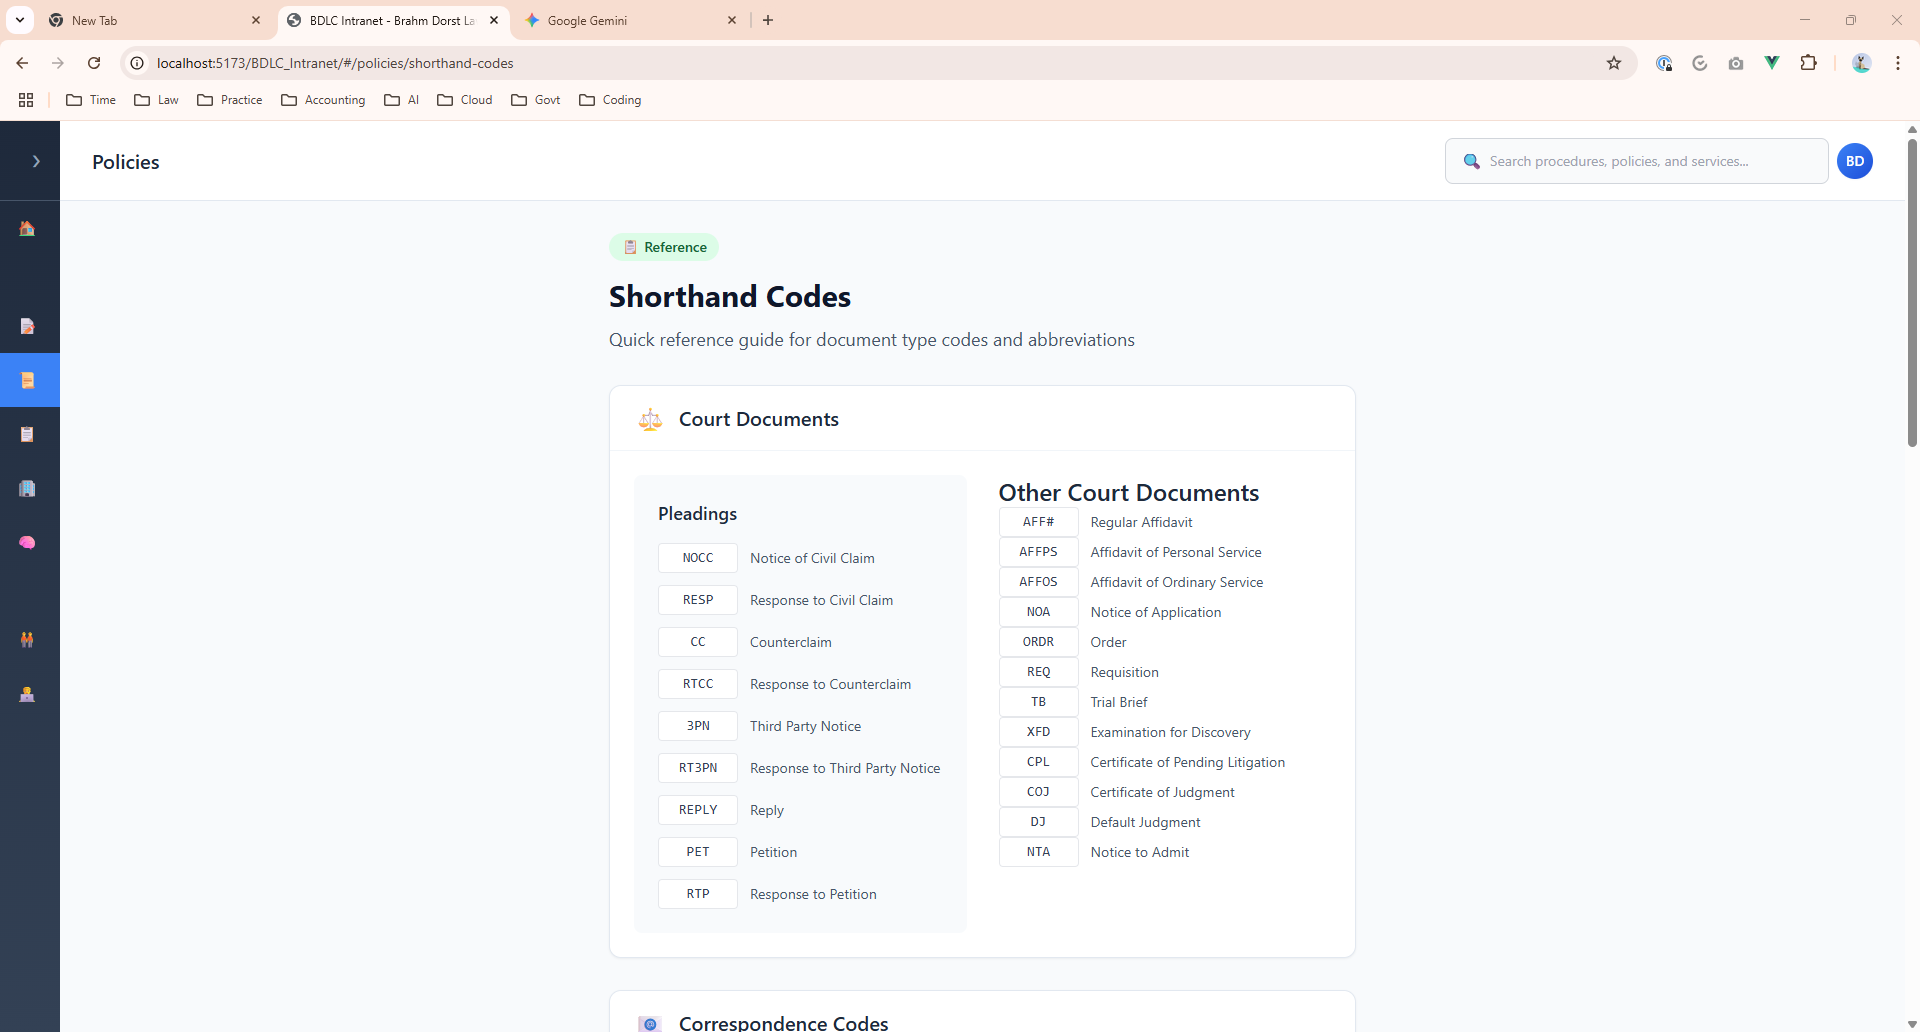 New Tab
BDLC Intranet - Brahm Dorst La
Google Gemini
localhost:5173/BDLC_Intranet/#/policies/shorthand-codes
Time
Law
Practice
Accounting
AI
Cloud
Govt
Coding
Policies
Search procedures, policies, and services...
BD
Reference
Shorthand Codes
Quick reference guide for document type codes and abbreviations
Court Documents
Pleadings
NOCC Notice of Civil Claim
RESP Response to Civil Claim
CC Counterclaim
RTCC Response to Counterclaim
3PN Third Party Notice
RT3PN Response to Third Party Notice
REPLY Reply
PET Petition
RTP Response to Petition
Other Court Documents
AFF# Regular Affidavit
AFFPS Affidavit of Personal Service
AFFOS Affidavit of Ordinary Service
NOA Notice of Application
ORDR Order
REQ Requisition
TB Trial Brief
XFD Examination for Discovery
CPL Certificate of Pending Litigation
COJ Certificate of Judgment
DJ Default Judgment
NTA Notice to Admit
Correspondence Codes